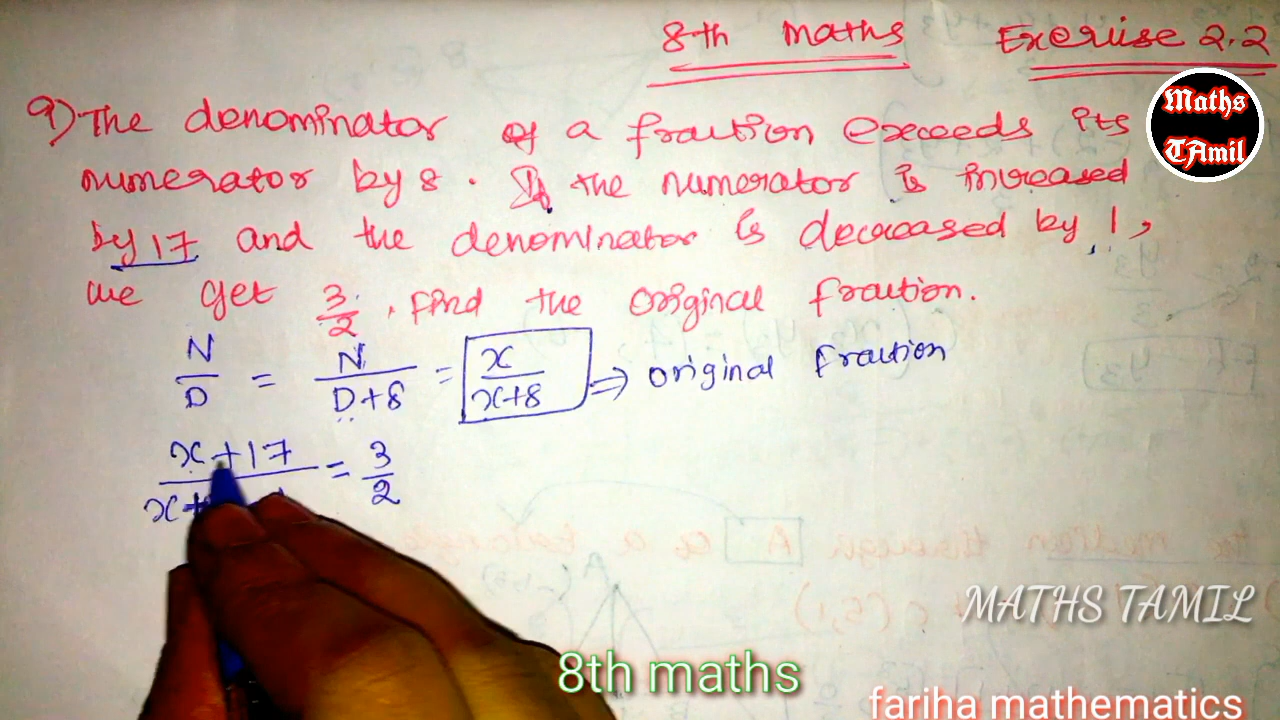 8th maths Exercise 2.2
9) The denominator of a fraction exceeds its
numerator by 8. If the numerator is increased
by 17 and the denominator is decreased by 1,
we get 3/2. Find the original fraction.
N/D = N/D+8 = x/x+8 ⇒ original fraction
x+17/x+ = 3/2
Maths
TAmil
MATHS TAMIL
8th maths
fariha mathematics